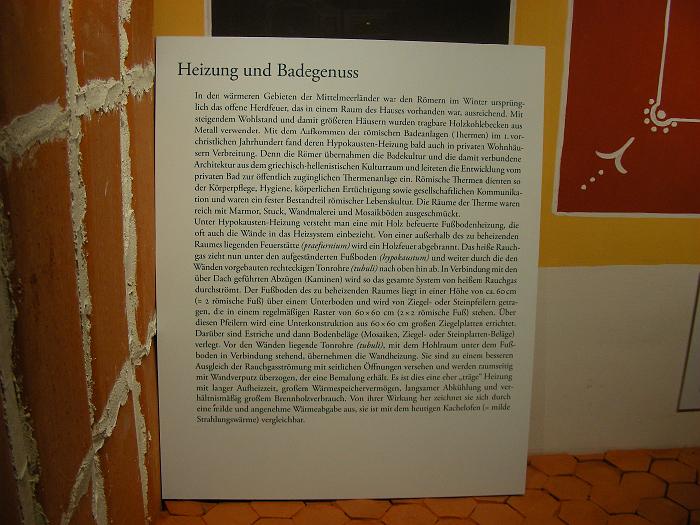 Heizung und Badegenuss
In den wärmeren Gebieten der Mittelmeerländer war den Römern im Winter ursprüng-
lich das offene Herdfeuer, das in einem Raum des Hauses vorhanden war, ausreichend. Mit
steigendem Wohlstand und damit größeren Häusern wurden tragbare Holzkohlebecken aus
Metall verwendet. Mit dem Aufkommen der römischen Badeanlagen (Thermen) im 1. vor-
christlichen Jahrhundert fand deren Hypokausten-Heizung bald auch in privaten Wohnhäu-
sern Verbreitung. Denn die Römer übernahmen die Badekultur und die damit verbundene
Architektur aus dem griechisch-hellenistischen Kulturraum und leiteten die Entwicklung vom
privaten Bad zur öffentlich zugänglichen Thermenanlage ein. Römische Thermen dienten so
der Körperpflege, Hygiene, körperlichen Ertüchtigung sowie gesellschaftlichen Kommunika-
tion und waren ein fester Bestandteil römischer Lebenskultur. Die Räume der Therme waren
reich mit Marmor, Stuck, Wandmalerei und Mosaikböden ausgeschmückt.
Unter Hypokausten-Heizung versteht man eine mit Holz befeuerte Fußbodenheizung, die
oft auch die Wände in das Heizsystem einbezieht. Von einer außerhalb des zu beheizenden
Raumes liegenden Feuerstätte (praefurnium) wird ein Holzfeuer abgebrannt. Das heiße Rauch-
gas zieht nun unter den aufgeständerten Fußboden (hypokaustum) und weiter durch die den
Wänden vorgebauten rechteckigen Tonrohre (tubuli) nach oben hin ab. In Verbindung mit den
über Dach geführten Abzügen (Kaminen) wird so das gesamte System von heißem Rauchgas
durchströmt. Der Fußboden des zu beheizenden Raumes liegt in einer Höhe von ca. 60 cm
(= 2 römische Fuß) über einem Unterboden und wird von Ziegel- oder Steinpfeilern getra-
gen, die in einem regelmäßigen Raster von 60 × 60 cm (2 × 2 römische Fuß) stehen. Über
diesen Pfeilern wird eine Unterkonstruktion aus 60 × 60 cm großen Ziegelplatten errichtet.
Darüber sind Estriche und dann Bodenbeläge (Mosaiken, Ziegel- oder Steinplatten-Beläge)
verlegt. Vor den Wänden liegende Tonrohre (tubuli), mit dem Hohlraum unter dem Fuß-
boden in Verbindung stehend, übernehmen die Wandheizung. Sie sind zu einem besseren
Ausgleich der Rauchgasströmung mit seitlichen Öffnungen versehen und werden raumseitig
mit Wandverputz überzogen, der eine Bemalung erhält. Es ist dies eine eher „träge“ Heizung
mit langer Aufheizzeit, großem Wärmespeichervermögen, langsamer Abkühlung und ver-
hältnismäßig großem Brennholzverbrauch. Von ihrer Wirkung her zeichnet sie sich durch
eine milde und angenehme Wärmeabgabe aus, sie ist mit dem heutigen Kachelofen (= milde
Strahlungswärme) vergleichbar.